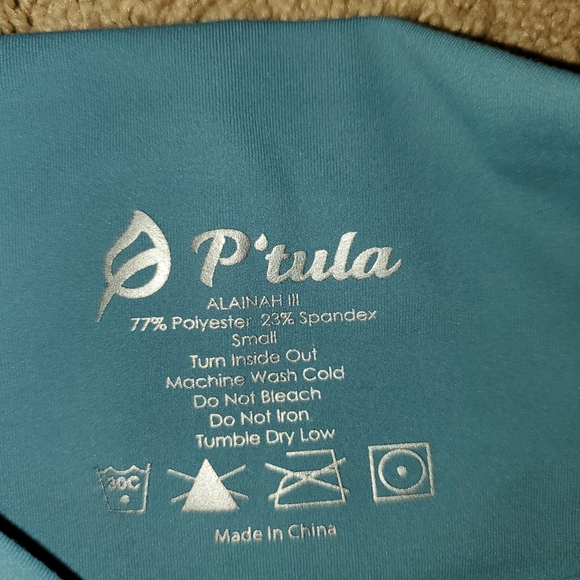 P'tula
ALAINAH III
77% Polyester 23% Spandex
Small
Turn Inside Out
Machine Wash Cold
Do Not Bleach
Do Not Iron
Tumble Dry Low
30C
Made In China